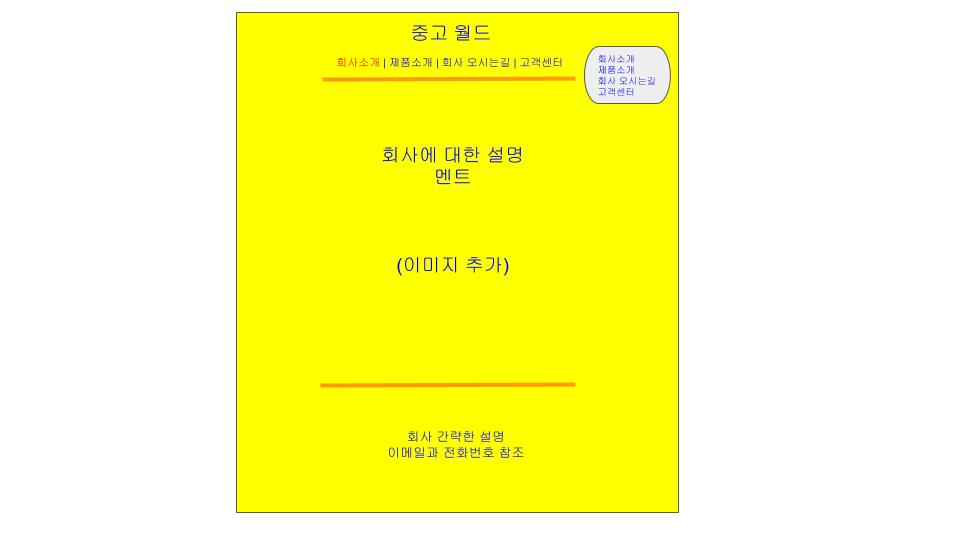 중고 월드
회사소개 | 제품소개 | 회사 오시는길 | 고객센터
회사소개
제품소개
회사 오시는길
고객센터
회사에 대한 설명
멘트
(이미지 추가)
회사 간략한 설명
이메일과 전화번호 참조